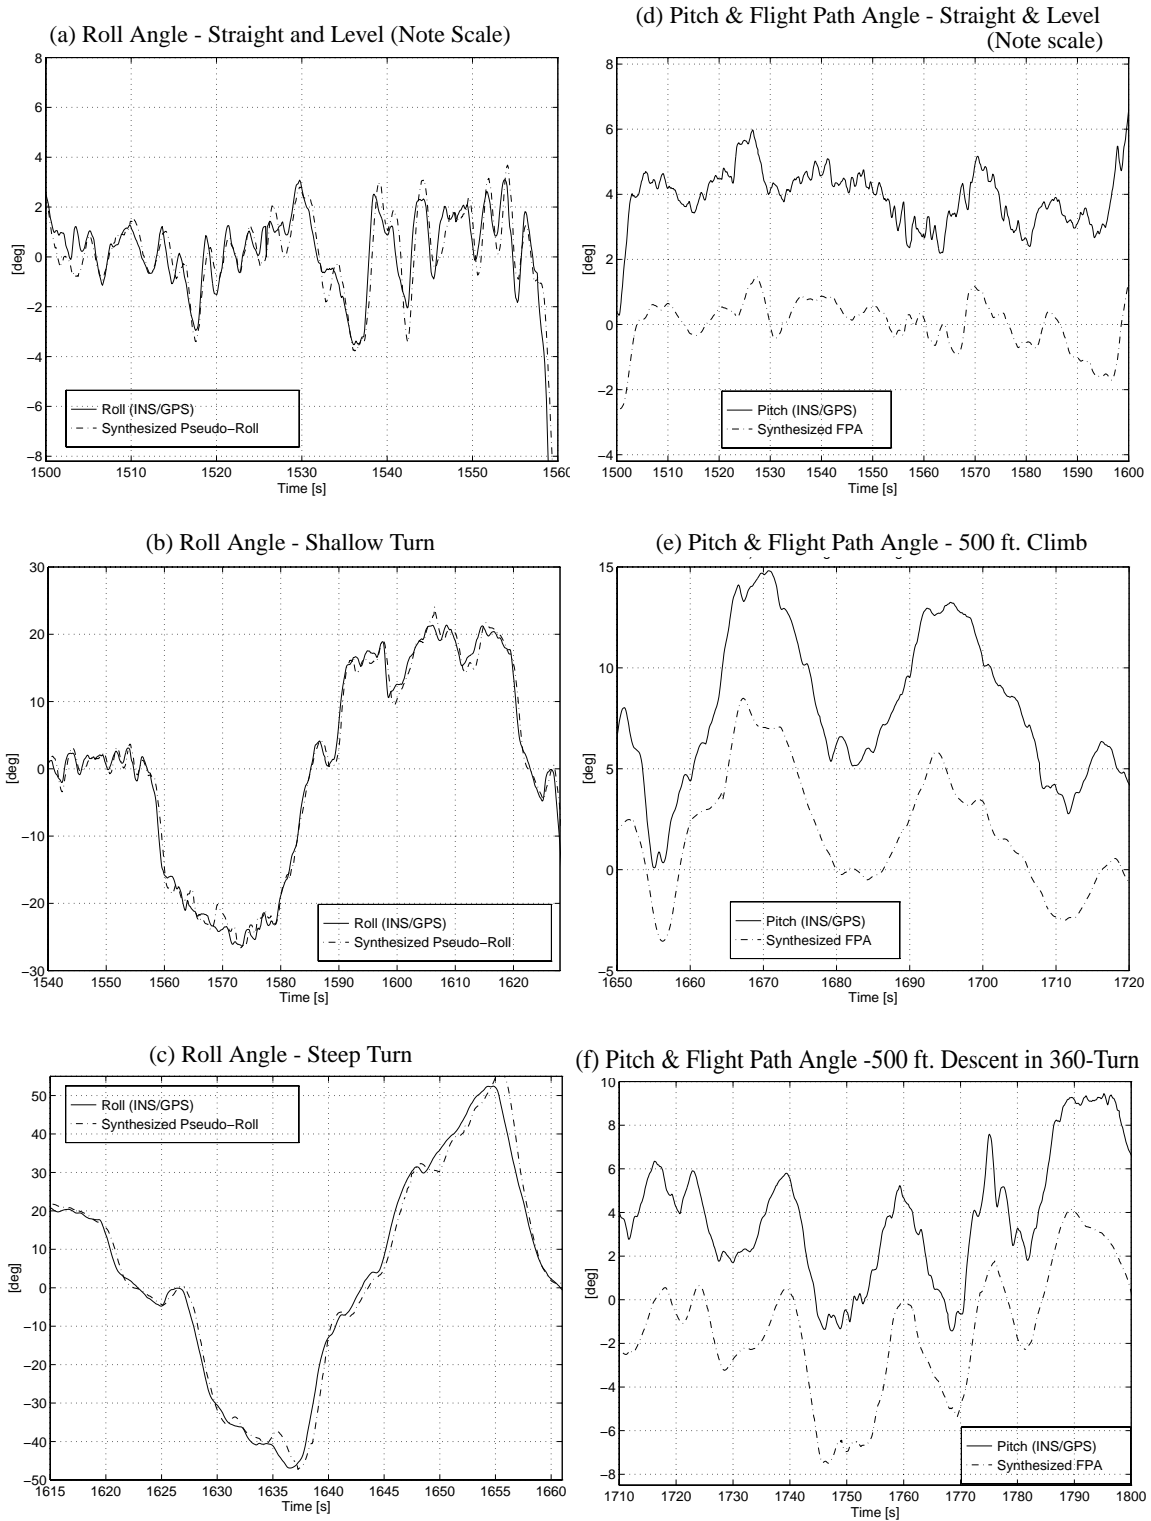 (a) Roll Angle - Straight and Level (Note Scale)
8
6
4
2
0
−2
−4
−6
−8
[deg]
Roll (INS/GPS)
Synthesized Pseudo−Roll
1500 1510 1520 1530 1540 1550 1560
Time [s]
(d) Pitch & Flight Path Angle - Straight & Level
(Note scale)
8
6
4
2
0
−2
−4
[deg]
Pitch (INS/GPS)
Synthesized FPA
1500 1510 1520 1530 1540 1550 1560 1570 1580 1590 1600
Time [s]
(b) Roll Angle - Shallow Turn
30
20
10
0
−10
−20
−30
[deg]
Roll (INS/GPS)
Synthesized Pseudo−Roll
1540 1550 1560 1570 1580 1590 1600 1610 1620
Time [s]
(e) Pitch & Flight Path Angle - 500 ft. Climb
15
10
5
0
−5
[deg]
Pitch (INS/GPS)
Synthesized FPA
1650 1660 1670 1680 1690 1700 1710 1720
Time [s]
(c) Roll Angle - Steep Turn
50
40
30
20
10
0
−10
−20
−30
−40
−50
[deg]
Roll (INS/GPS)
Synthesized Pseudo−Roll
1615 1620 1625 1630 1635 1640 1645 1650 1655 1660
Time [s]
(f) Pitch & Flight Path Angle -500 ft. Descent in 360-Turn
10
8
6
4
2
0
−2
−4
−6
−8
[deg]
Pitch (INS/GPS)
Synthesized FPA
1710 1720 1730 1740 1750 1760 1770 1780 1790 1800
Time [s]